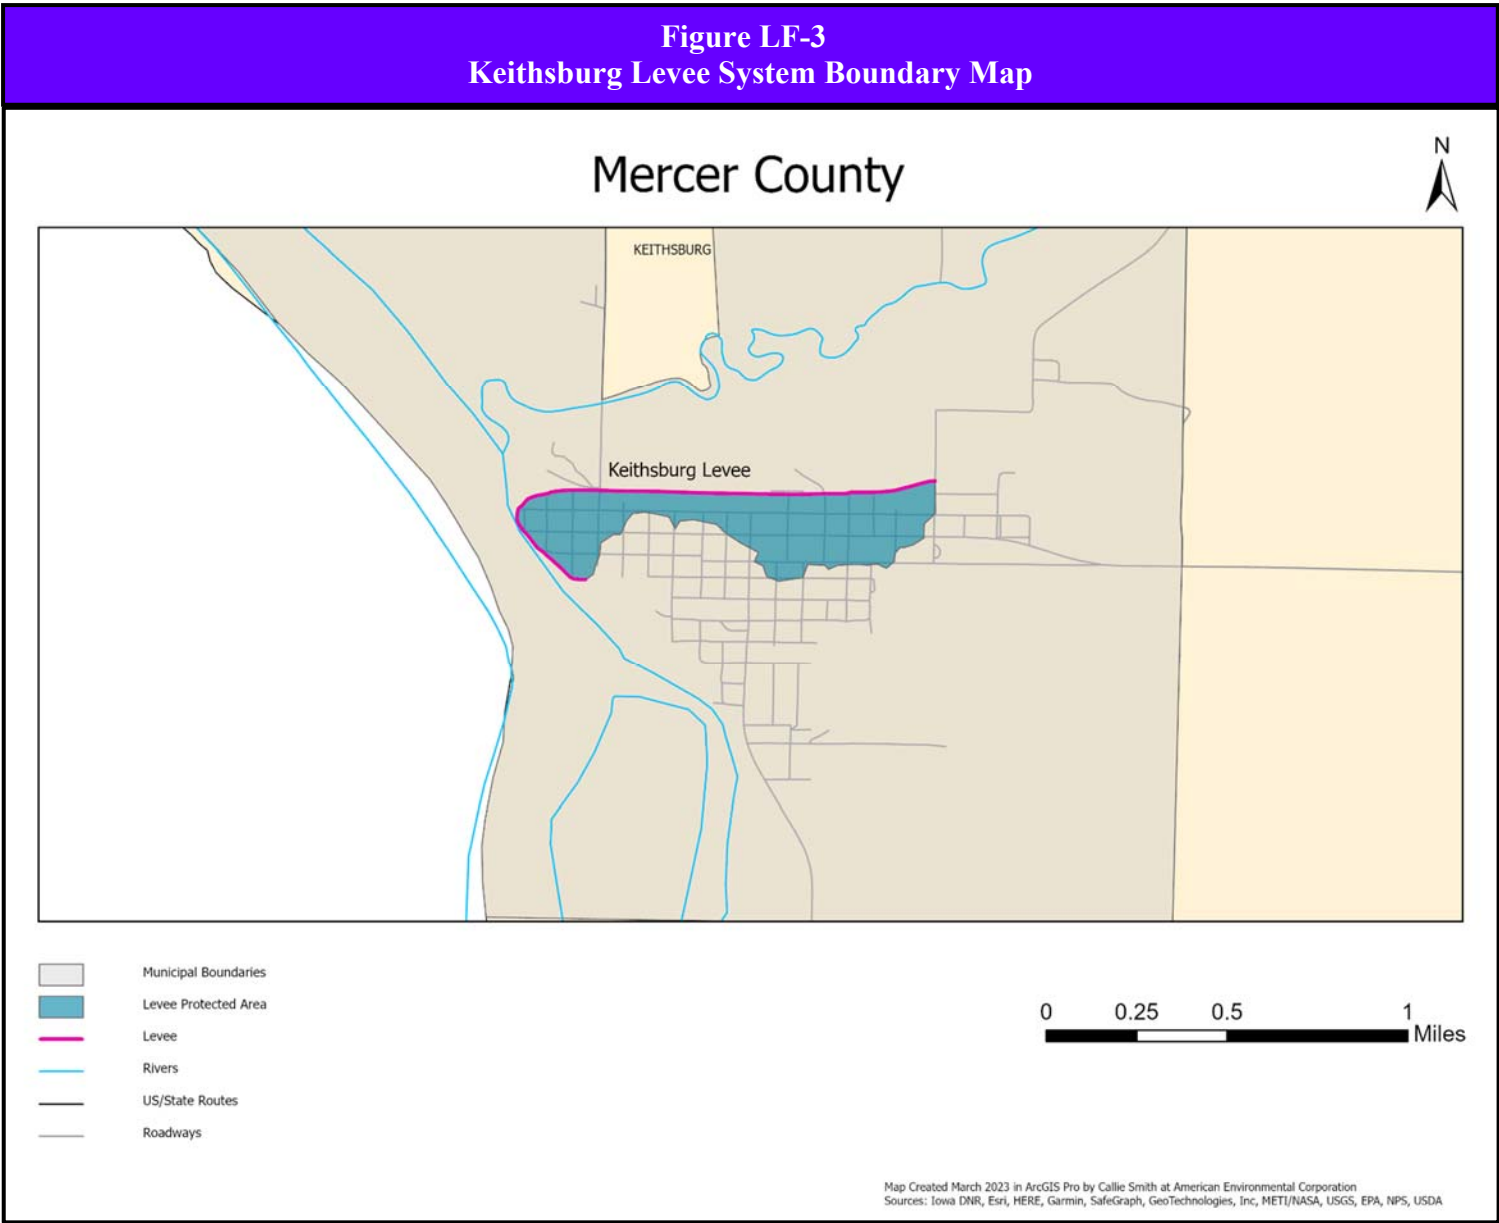 Figure LF-3
Keithsburg Levee System Boundary Map
Mercer County
N
KEITHSBURG
Keithsburg Levee
Municipal Boundaries
Levee Protected Area
Levee
Rivers
US/State Routes
Roadways
0 0.25 0.5 1
Miles
Map Created March 2023 in ArcGIS Pro by Callie Smith at American Environmental Corporation
Sources: Iowa DNR, Esri, HERE, Garmin, SafeGraph, GeoTechnologies, Inc, METI/NASA, USGS, EPA, NPS, USDA